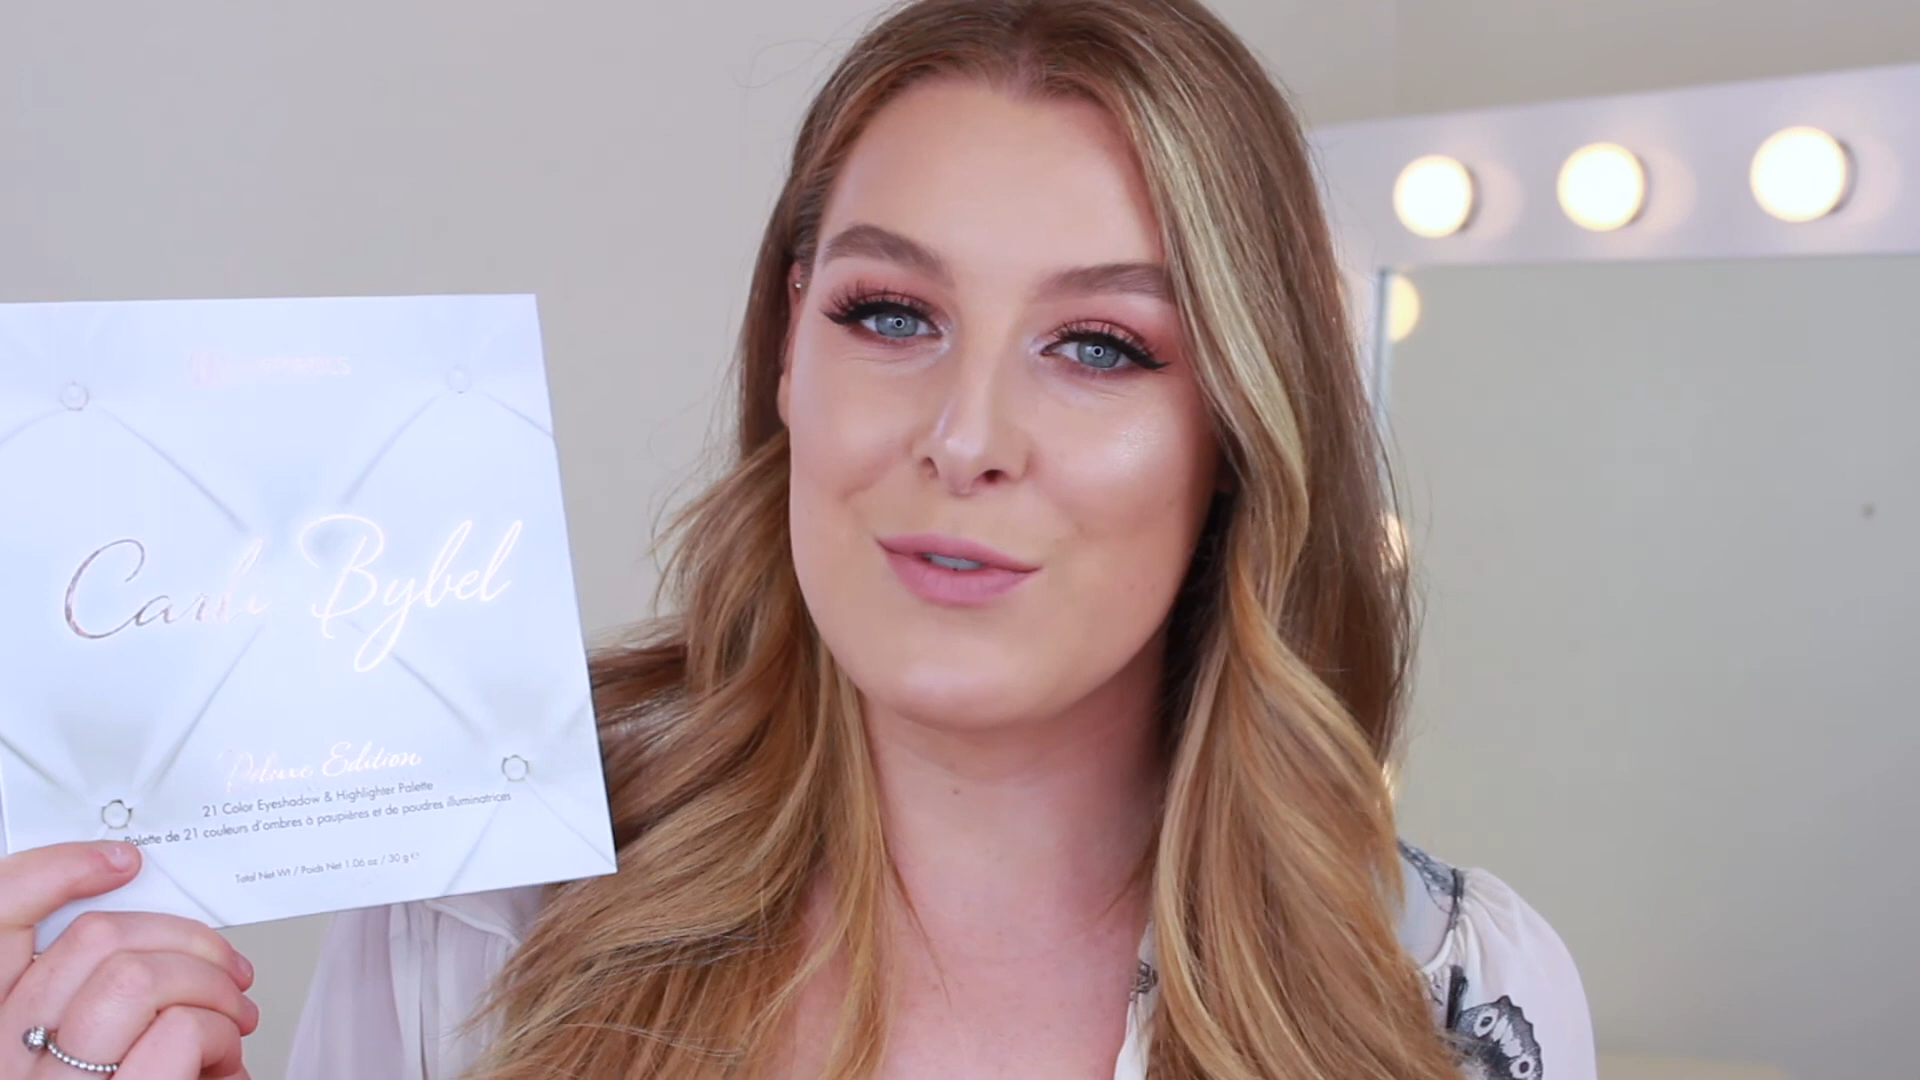 Carli Bybel
Deluxe Edition
21 Color Eyeshadow & Highlighter Palette
Palette de 21 couleurs d'ombres à paupières et de poudres illuminatrices
Total Net Wt / Poids Net 1.06 oz / 30 g e